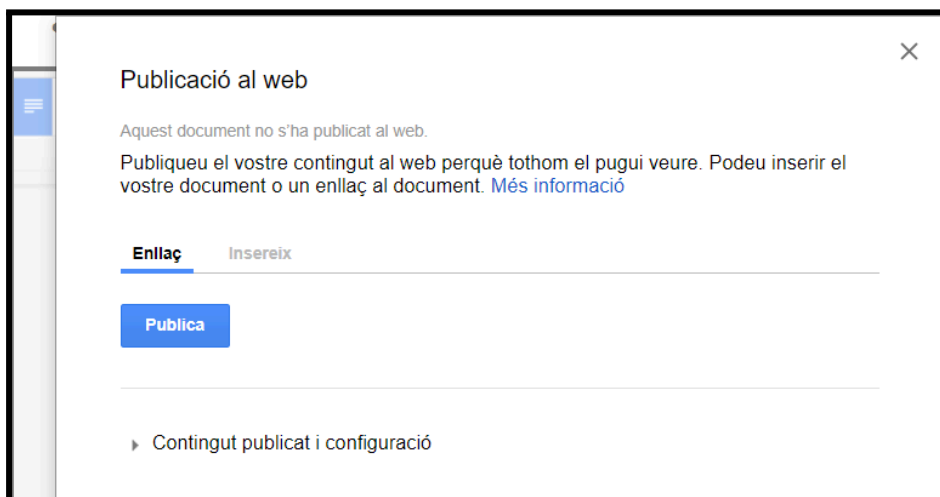 Publicació al web
Aquest document no s'ha publicat al web.
Publiqueu el vostre contingut al web perquè tothom el pugui veure. Podeu inserir el
vostre document o un enllaç al document. Més informació
Enllaç Insereix
Publica
Contingut publicat i configuració